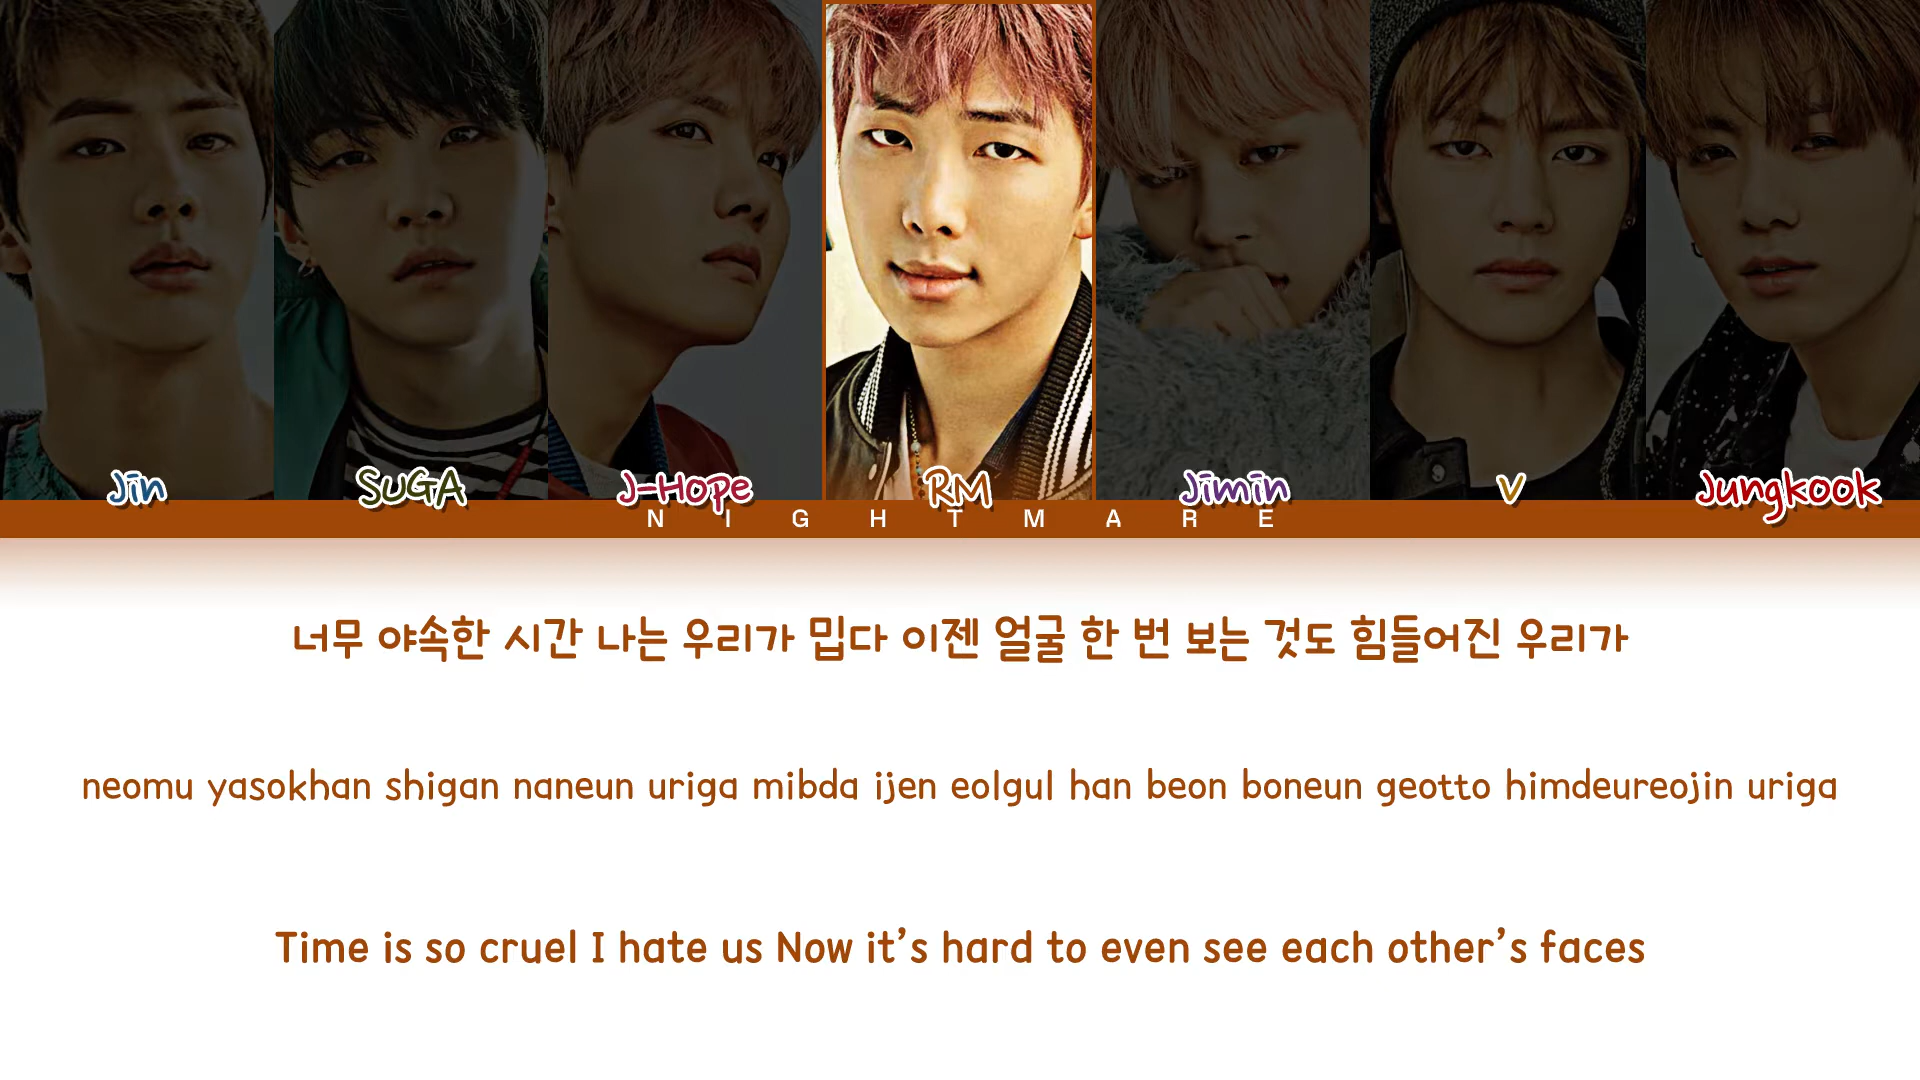 Jin SUGA J-Hope RM Jimin V Jungkook
NIGHTMARE
너무 야속한 시간 나는 우리가 밉다 이젠 얼굴 한 번 보는 것도 힘들어진 우리가
neomu yasokhan shigan naneun uriga mibda ijen eolgul han beon boneun geotto himdeureojin uriga
Time is so cruel I hate us Now it’s hard to even see each other’s faces